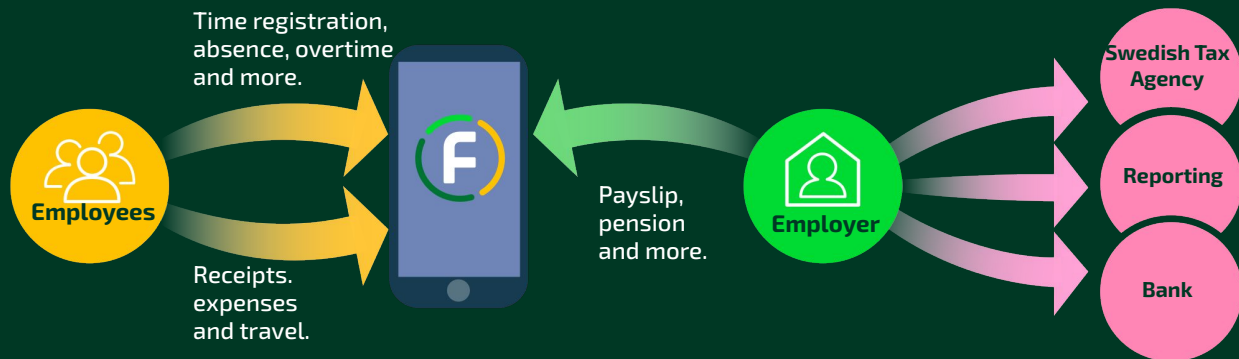 Time registration,
absence, overtime
and more.
Employees
Receipts.
expenses
and travel.
F
Payslip,
pension
and more.
Employer
Swedish Tax
Agency
Reporting
Bank